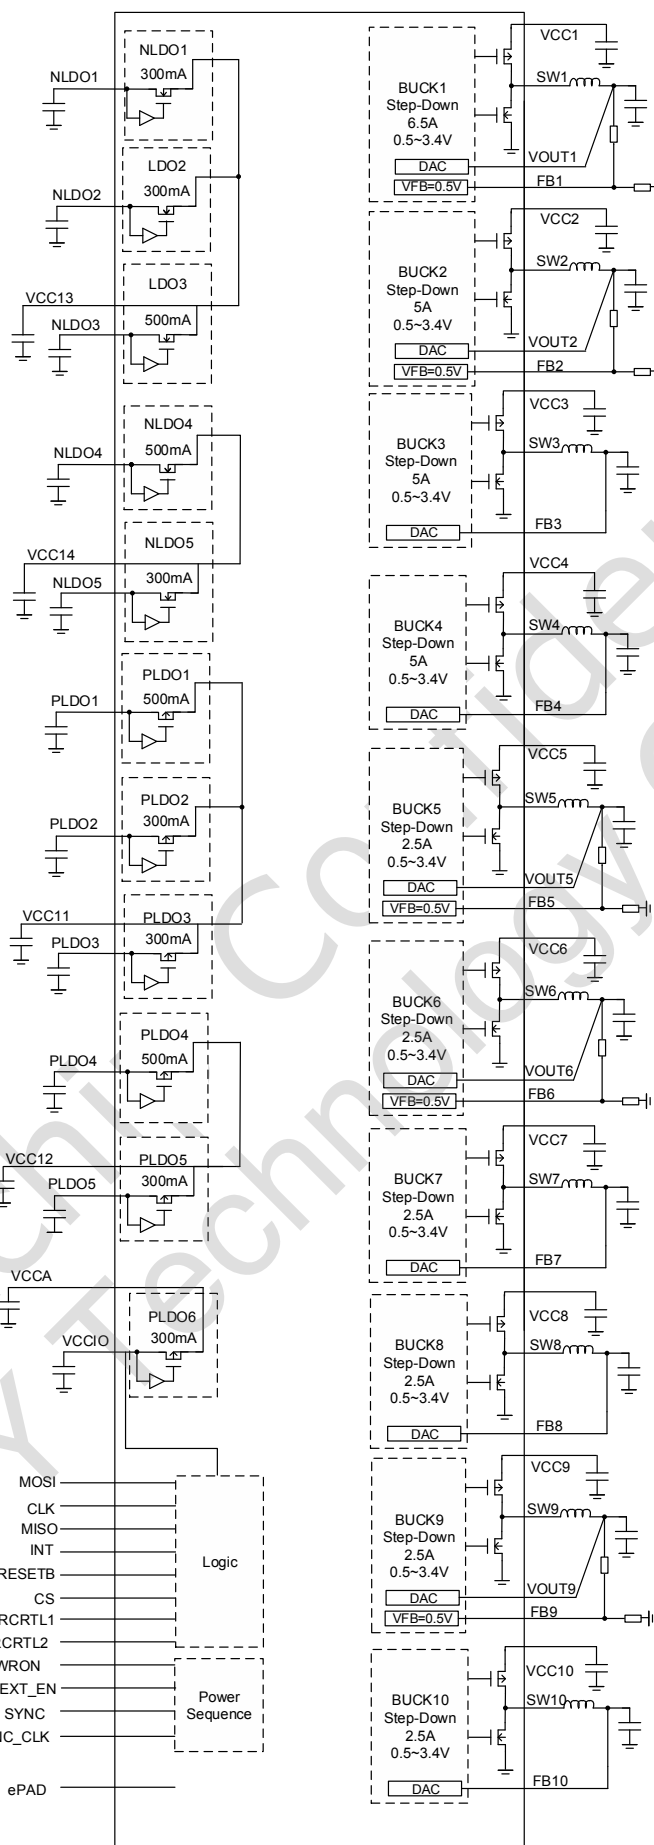 NLDO1
300mA
NLDO1
LDO2
300mA
NLDO2
LDO3
VCC13
500mA
NLDO3
NLDO4
500mA
NLDO4
NLDO5
VCC14
300mA
NLDO5
PLDO1
500mA
PLDO1
PLDO2
300mA
PLDO2
PLDO3
VCC11
300mA
PLDO3
PLDO4
500mA
PLDO4
PLDO5
VCC12
300mA
PLDO5
VCCA
PLDO6
300mA
VCCIO
MOSI
CLK
MISO
INT
RESETB
CS
RCRTL1
CRTL2
WRON
EXT_EN
SYNC
NC_CLK
ePAD
Logic
Power
Sequence
VCC1
SW1
BUCK1
Step-Down
6.5A
0.5~3.4V
DAC
VOUT1
VFB=0.5V
FB1
VCC2
SW2
BUCK2
Step-Down
5A
0.5~3.4V
DAC
VOUT2
VFB=0.5V
FB2
VCC3
SW3
BUCK3
Step-Down
5A
0.5~3.4V
DAC
FB3
VCC4
SW4
BUCK4
Step-Down
5A
0.5~3.4V
DAC
FB4
VCC5
SW5
BUCK5
Step-Down
2.5A
0.5~3.4V
DAC
VOUT5
VFB=0.5V
FB5
VCC6
SW6
BUCK6
Step-Down
2.5A
0.5~3.4V
DAC
VOUT6
VFB=0.5V
FB6
VCC7
SW7
BUCK7
Step-Down
2.5A
0.5~3.4V
DAC
FB7
VCC8
SW8
BUCK8
Step-Down
2.5A
0.5~3.4V
DAC
FB8
VCC9
SW9
BUCK9
Step-Down
2.5A
0.5~3.4V
DAC
VOUT9
VFB=0.5V
FB9
VCC10
SW10
BUCK10
Step-Down
2.5A
0.5~3.4V
DAC
FB10
Technology